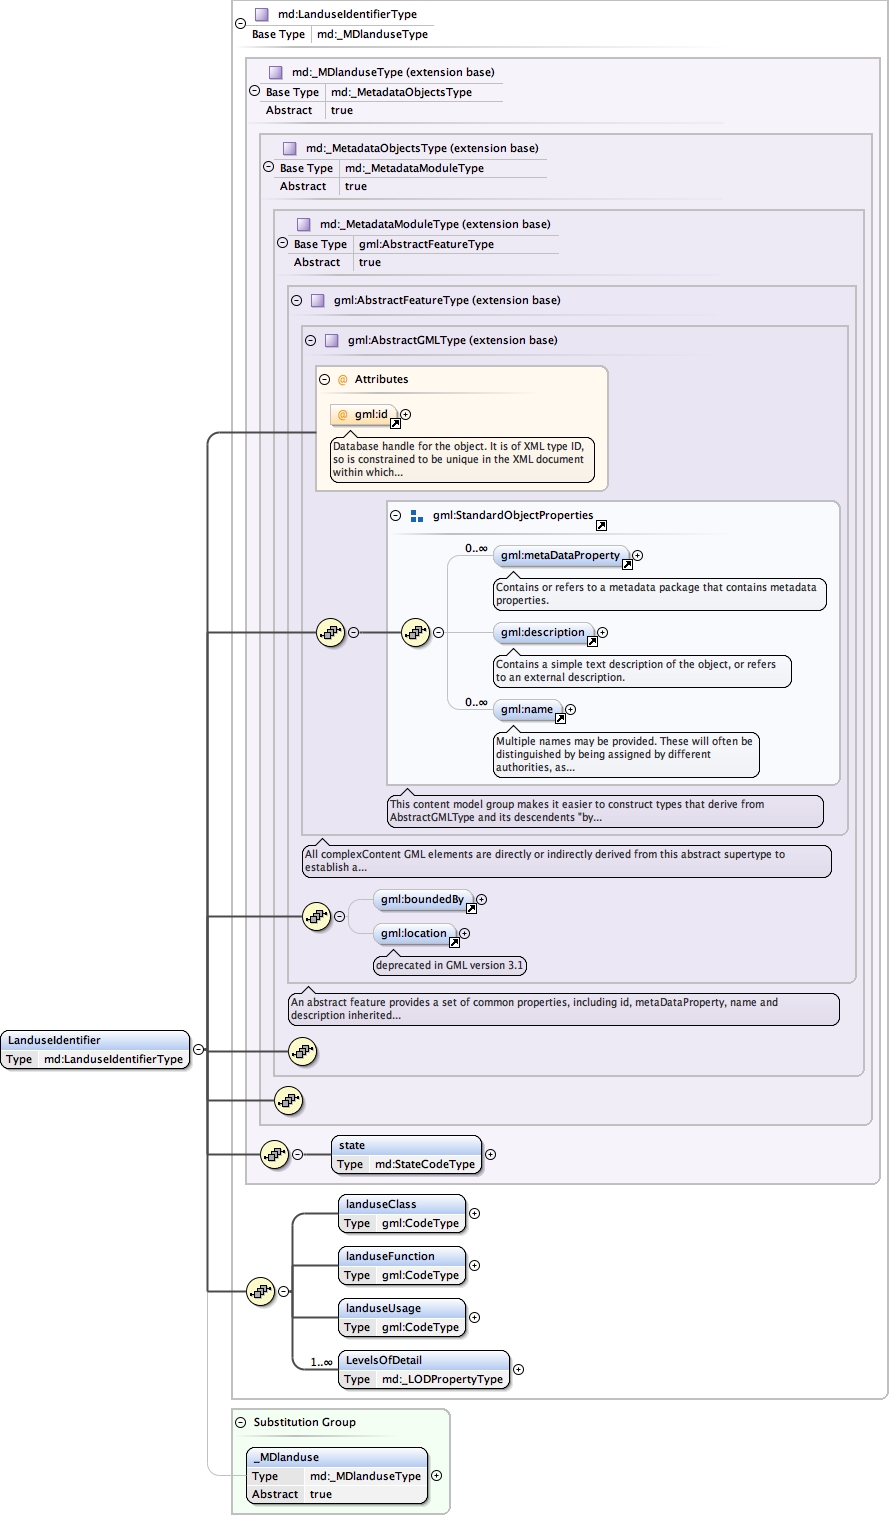 md:LanduseIdentifierType
Base Type md:_MDlanduseType
md:_MDlanduseType (extension base)
Base Type md:_MetadataObjectsType
Abstract true
md:_MetadataObjectsType (extension base)
Base Type md:_MetadataModuleType
Abstract true
md:_MetadataModuleType (extension base)
Base Type gml:AbstractFeatureType
Abstract true
gml:AbstractFeatureType (extension base)
gml:AbstractGMLType (extension base)
@ Attributes
@ gml:id
Database handle for the object. It is of XML type ID,
so is constrained to be unique in the XML document
within which...
gml:StandardObjectProperties
0..∞ gml:metaDataProperty
Contains or refers to a metadata package that contains metadata
properties.
gml:description
Contains a simple text description of the object, or refers
to an external description.
0..∞ gml:name
Multiple names may be provided. These will often be
distinguished by being assigned by different
authorities, as...
This content model group makes it easier to construct types that derive from
AbstractGMLType and its descendents "by...
All complexContent GML elements are directly or indirectly derived from this abstract supertype to
establish a...
gml:boundedBy
gml:location
deprecated in GML version 3.1
An abstract feature provides a set of common properties, including id, metaDataProperty, name and
description inherited...
LanduseIdentifier
Type md:LanduseIdentifierType
state
Type md:StateCodeType
landuseClass
Type gml:CodeType
landuseFunction
Type gml:CodeType
landuseUsage
Type gml:CodeType
1..∞ LevelsOfDetail
Type md:_LODPropertyType
Substitution Group
_MDlanduse
Type md:_MDlanduseType
Abstract true